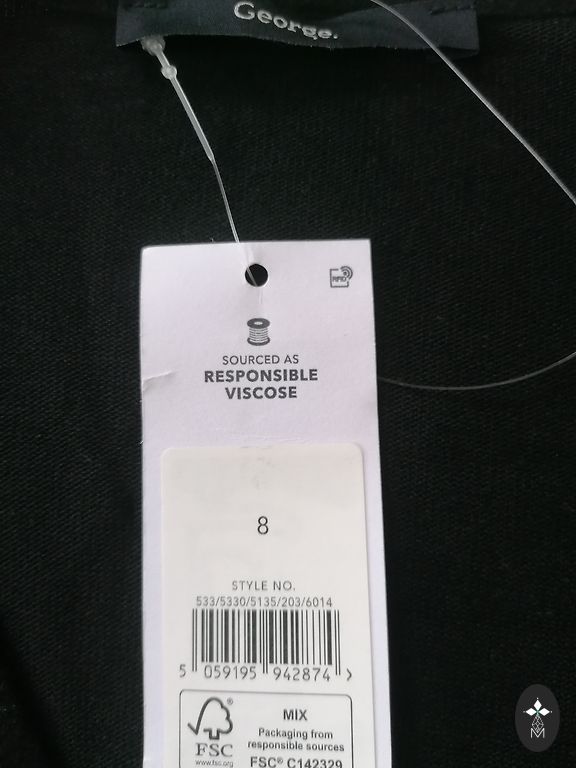 George.
RFID
SOURCED AS
RESPONSIBLE
VISCOSE
8
STYLE NO.
533/5330/5135/203/6014
5 059195 942874 >
FSC®
www.fsc.org
MIX
Packaging from
responsible sources
FSC® C142329
M